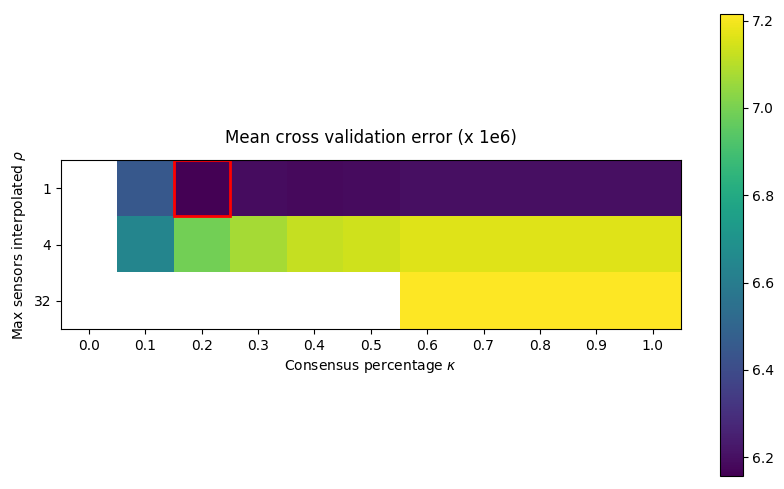 Mean cross validation error (x 1e6)
Max sensors interpolated ρ
1
4
32
0.0 0.1 0.2 0.3 0.4 0.5 0.6 0.7 0.8 0.9 1.0
Consensus percentage κ
7.2
7.0
6.8
6.6
6.4
6.2